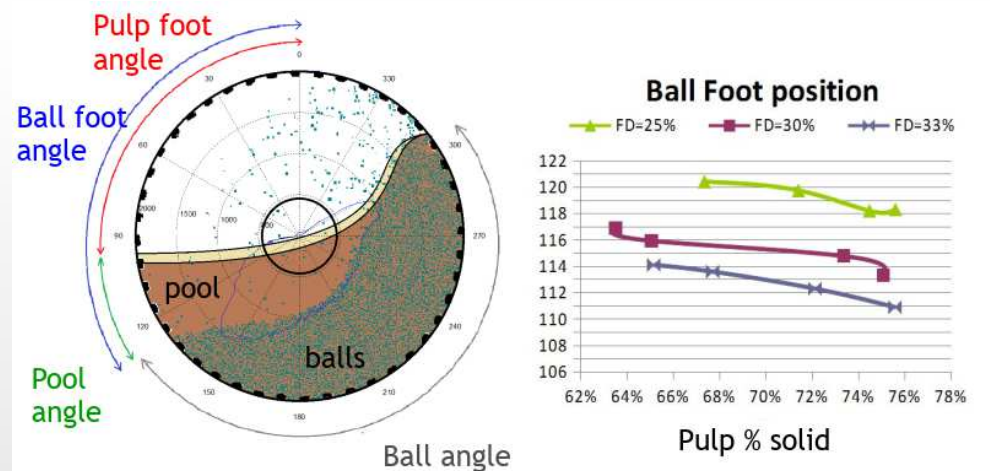 Pulp foot
angle
Ball foot
angle
0
30
330
60
300
2000
1500
1000
90
270
pool
120
240
balls
150
210
180
Pool
angle
Ball angle
Ball Foot position
FD=25% FD=30% FD=33%
122
120
118
116
114
112
110
108
106
62% 64% 66% 68% 70% 72% 74% 76% 78%
Pulp % solid